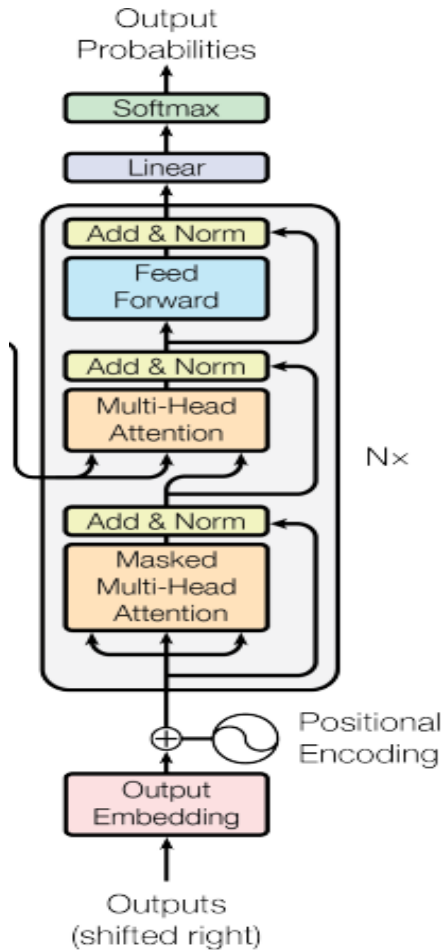 Output
Probabilities
Softmax
Linear
Add & Norm
Feed
Forward
Add & Norm
Multi-Head
Attention
N×
Add & Norm
Masked
Multi-Head
Attention
Positional
Encoding
Output
Embedding
Outputs
(shifted right)